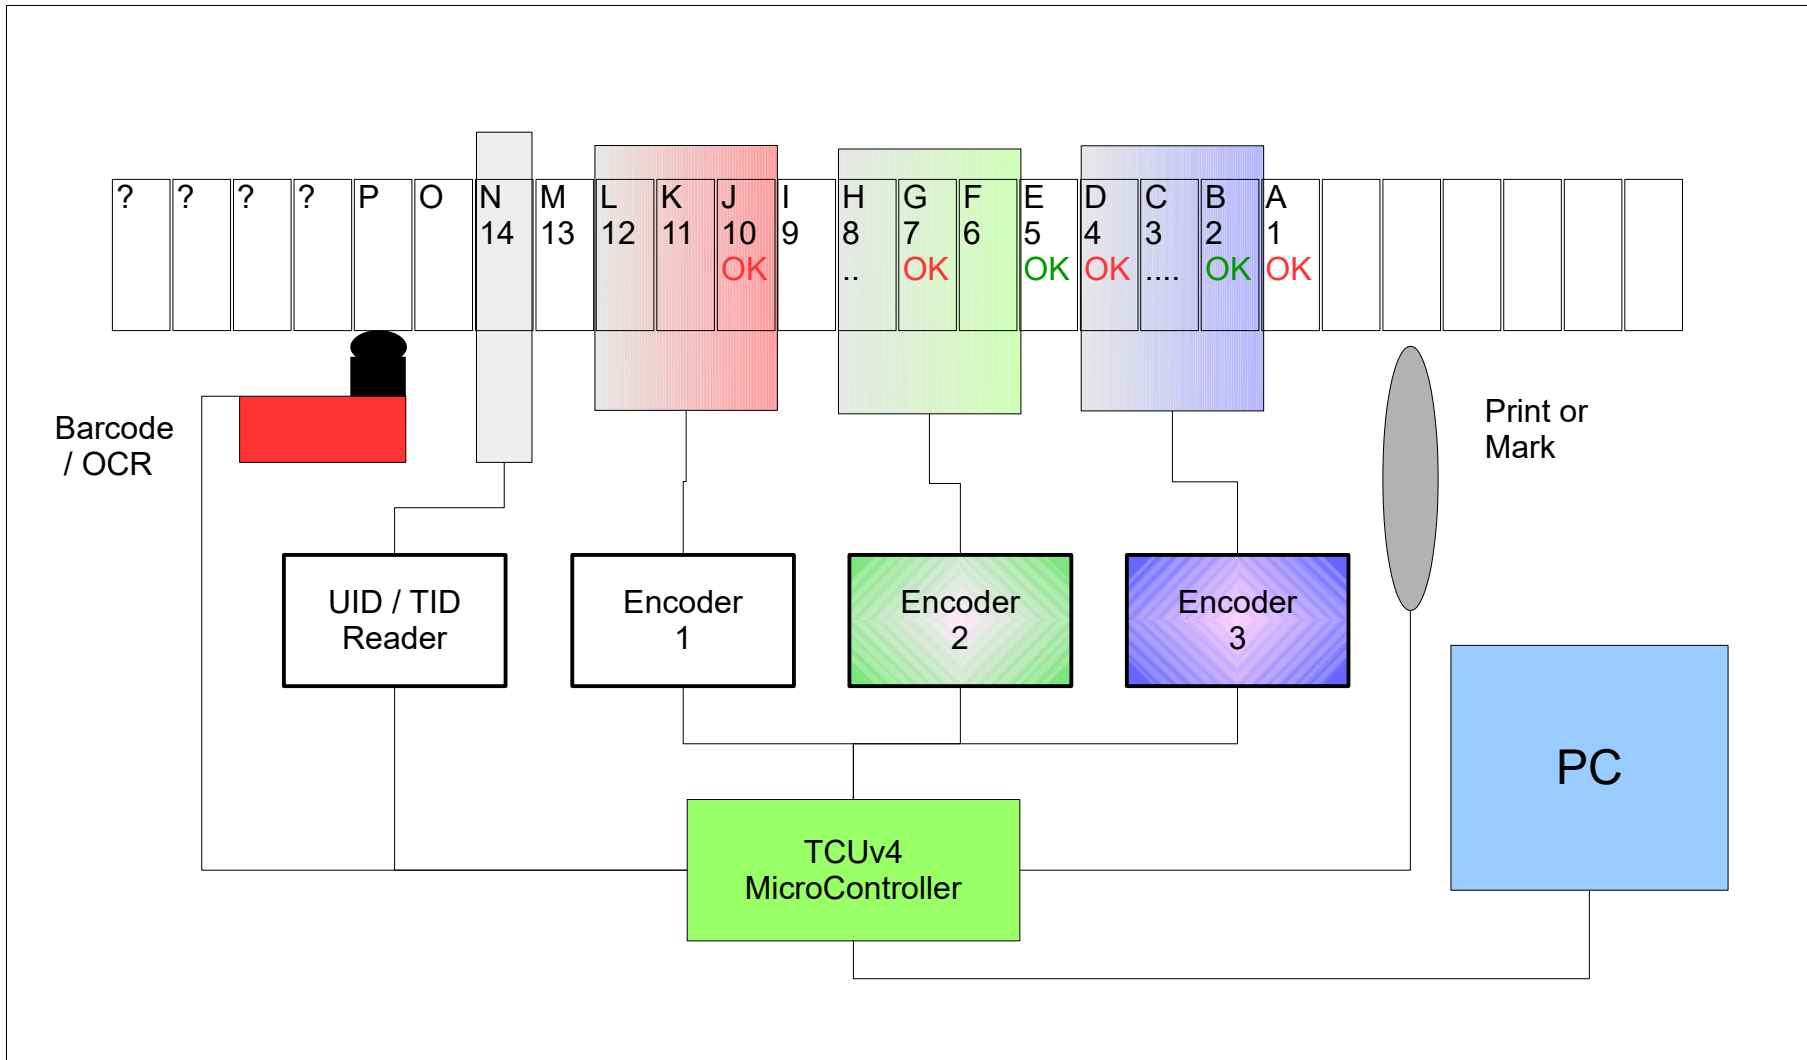 ? ? ? ? P O N M L K J I H G F E D C B A
14 13 12 11 10 9 8 7 6 5 4 3 2 1
OK .. OK OK OK .... OK OK
Barcode
/ OCR
Print or
Mark
UID / TID
Reader
Encoder
1
Encoder
2
Encoder
3
PC
TCUv4
MicroController